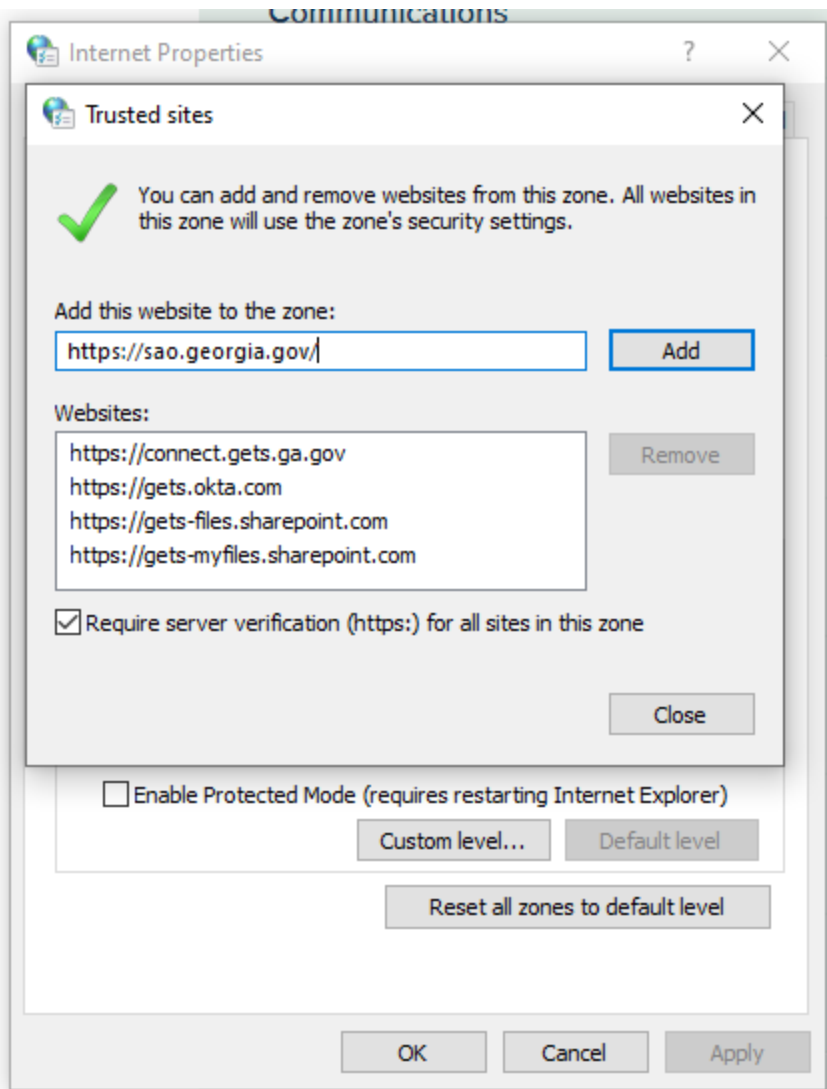 Communications
Internet Properties
?
Trusted sites
You can add and remove websites from this zone. All websites in
this zone will use the zone's security settings.
Add this website to the zone:
https://sao.georgia.gov/
Add
Websites:
https://connect.gets.ga.gov
Remove
https://gets.okta.com
https://gets-files.sharepoint.com
https://gets-myfiles.sharepoint.com
Require server verification (https:) for all sites in this zone
Close
Enable Protected Mode (requires restarting Internet Explorer)
Custom level...
Default level
Reset all zones to default level
OK
Cancel
Apply